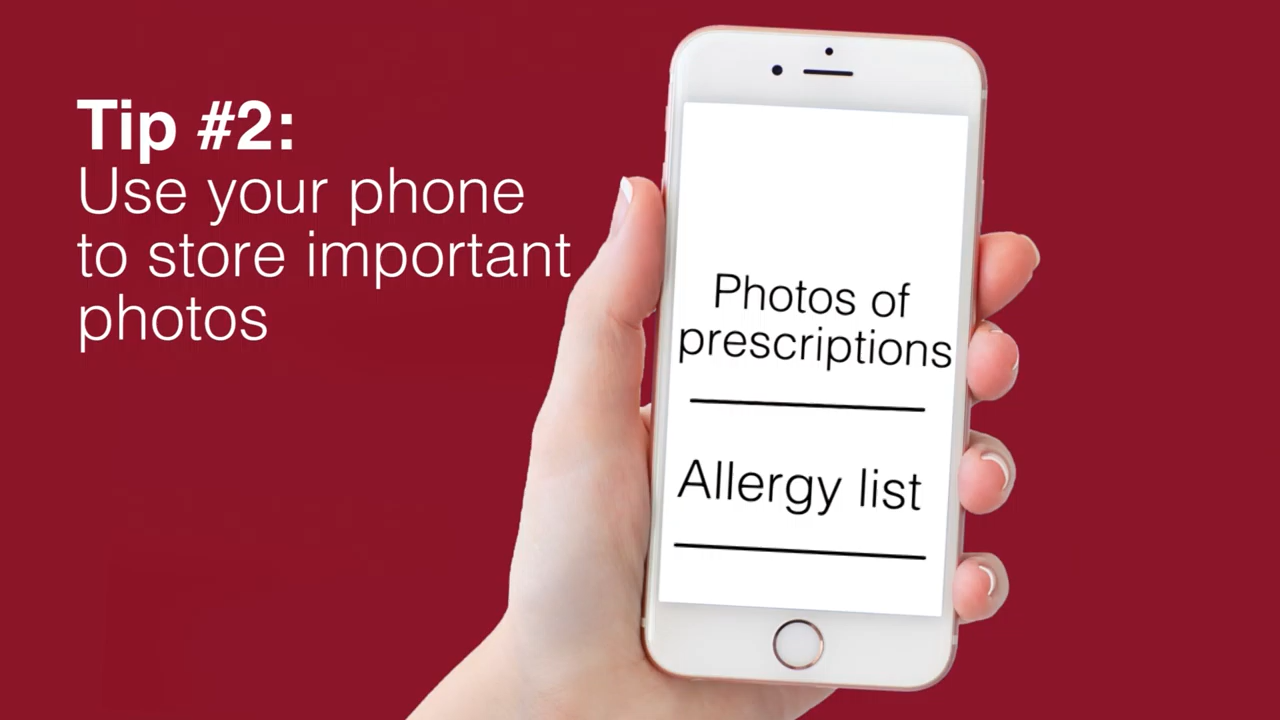 Tip #2:
Use your phone
to store important
photos
Photos of
prescriptions
Allergy list